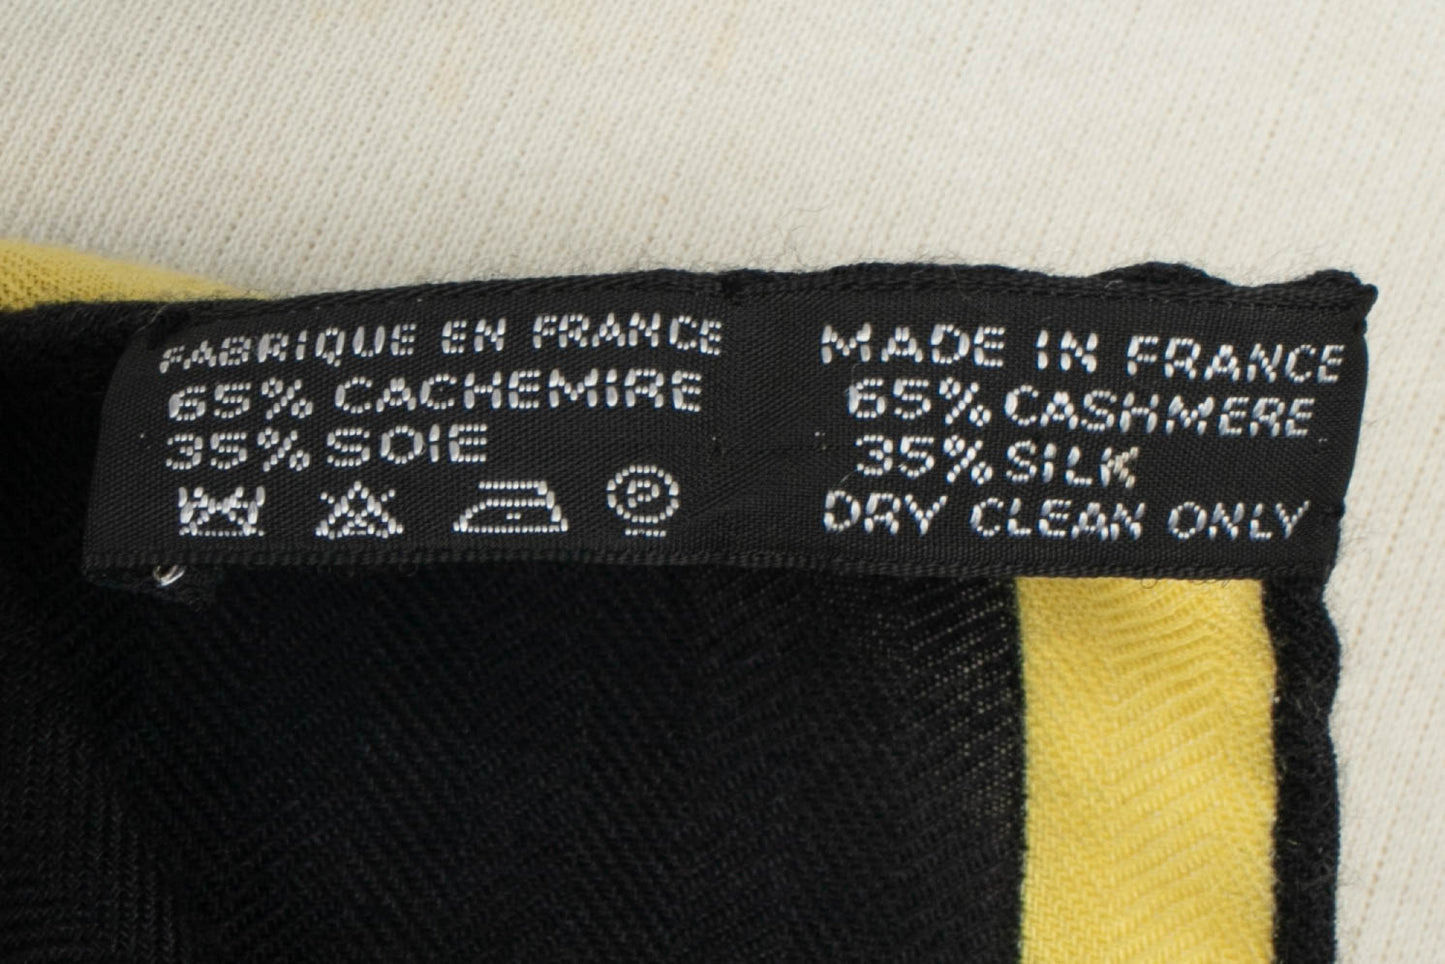 FABRIQUE EN FRANCE
65% CACHEMIRE
35% SOIE
P
MADE IN FRANCE
65% CASHMERE
35% SILK
DRY CLEAN ONLY